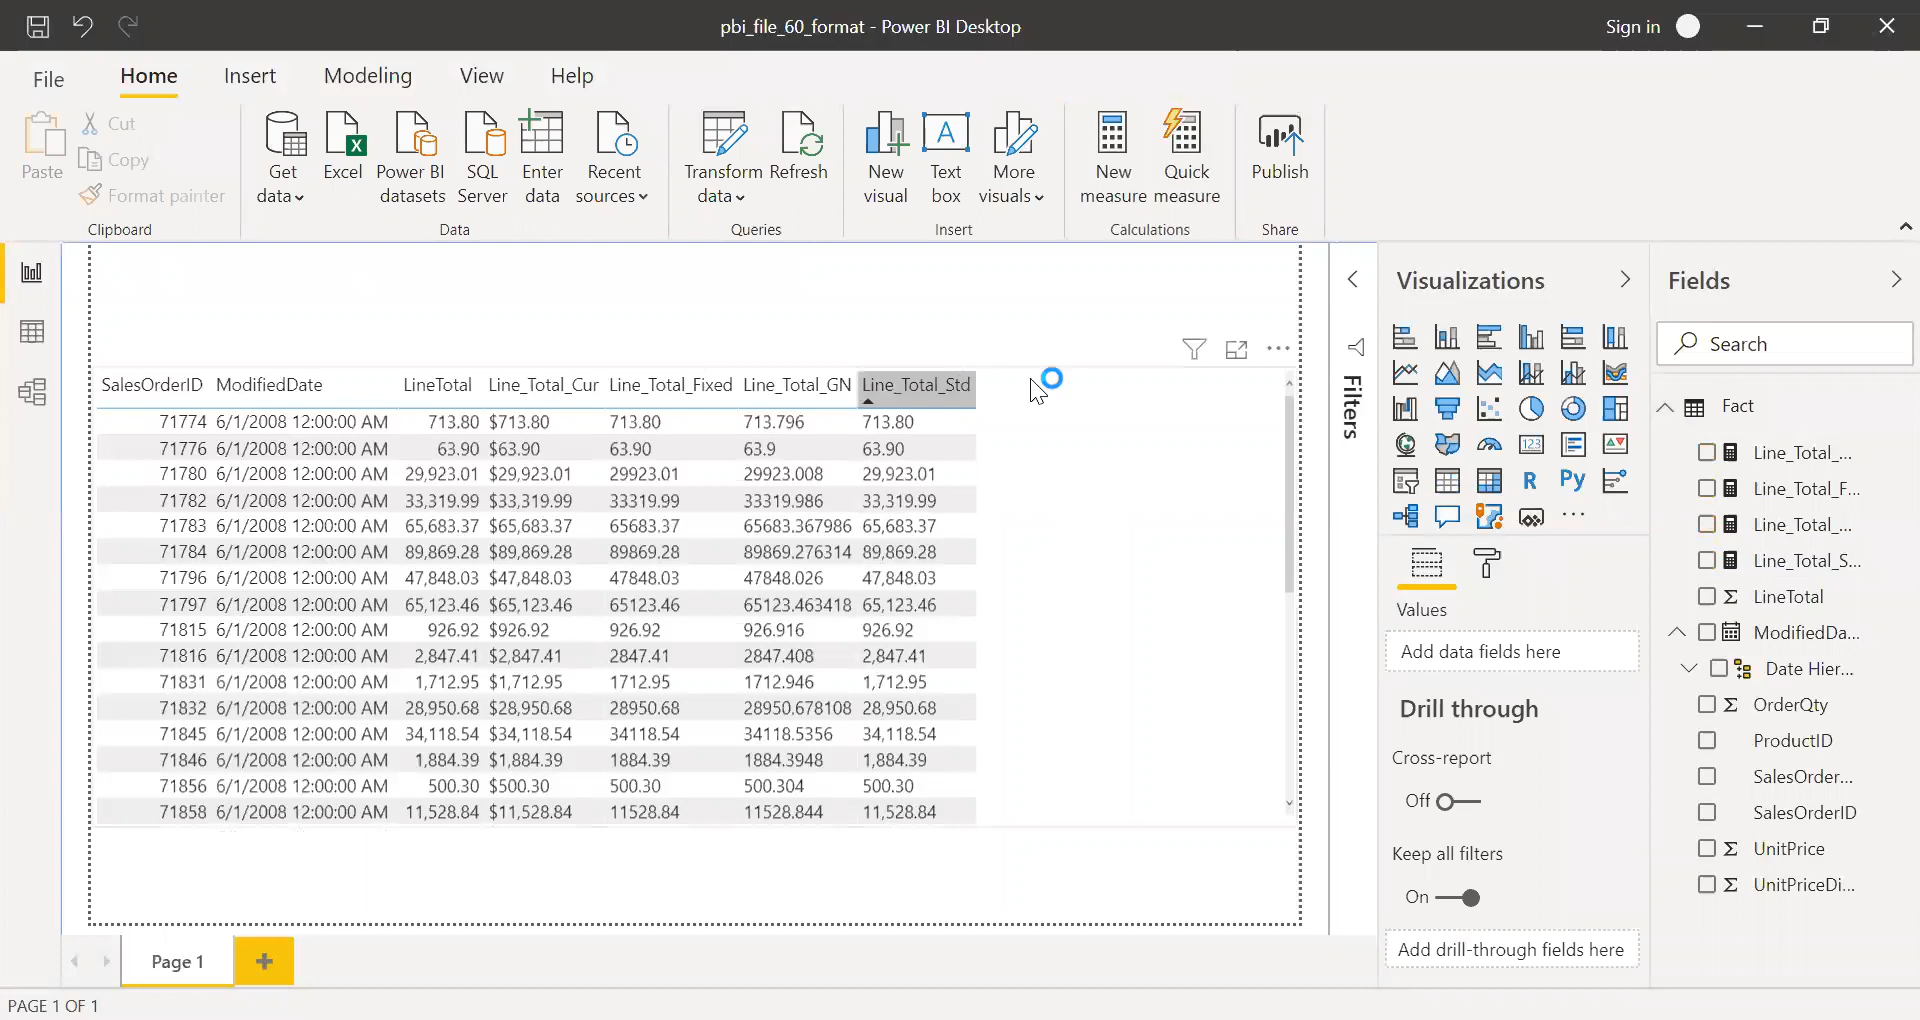 pbi_file_60_format - Power BI Desktop
Sign in
File
Home
Insert
Modeling
View
Help
Paste
Cut
Copy
Format painter
Clipboard
Get data
Excel
Power BI datasets
SQL Server
Enter data
Recent sources
Data
Transform data
Refresh
Queries
New visual
A
Text box
More visuals
Insert
New measure
Quick measure
Calculations
Publish
Share
SalesOrderID ModifiedDate LineTotal Line_Total_Cur Line_Total_Fixed Line_Total_GN Line_Total_Std
71774 6/1/2008 12:00:00 AM 713.80 $713.80 713.80 713.796 713.80
71776 6/1/2008 12:00:00 AM 63.90 $63.90 63.90 63.9 63.90
71780 6/1/2008 12:00:00 AM 29,923.01 $29,923.01 29923.01 29923.008 29,923.01
71782 6/1/2008 12:00:00 AM 33,319.99 $33,319.99 33319.99 33319.986 33,319.99
71783 6/1/2008 12:00:00 AM 65,683.37 $65,683.37 65683.37 65683.367986 65,683.37
71784 6/1/2008 12:00:00 AM 89,869.28 $89,869.28 89869.28 89869.276314 89,869.28
71796 6/1/2008 12:00:00 AM 47,848.03 $47,848.03 47848.03 47848.026 47,848.03
71797 6/1/2008 12:00:00 AM 65,123.46 $65,123.46 65123.46 65123.463418 65,123.46
71815 6/1/2008 12:00:00 AM 926.92 $926.92 926.92 926.916 926.92
71816 6/1/2008 12:00:00 AM 2,847.41 $2,847.41 2847.41 2847.408 2,847.41
71831 6/1/2008 12:00:00 AM 1,712.95 $1,712.95 1712.95 1712.946 1,712.95
71832 6/1/2008 12:00:00 AM 28,950.68 $28,950.68 28950.68 28950.678108 28,950.68
71845 6/1/2008 12:00:00 AM 34,118.54 $34,118.54 34118.54 34118.5356 34,118.54
71846 6/1/2008 12:00:00 AM 1,884.39 $1,884.39 1884.39 1884.3948 1,884.39
71856 6/1/2008 12:00:00 AM 500.30 $500.30 500.30 500.304 500.30
71858 6/1/2008 12:00:00 AM 11,528.84 $11,528.84 11528.84 11528.844 11,528.84
Filters
Visualizations
123
R
Py
Values
Add data fields here
Drill through
Cross-report
Off
Keep all filters
On
Add drill-through fields here
Fields
Search
Fact
Line_Total_...
Line_Total_F...
Line_Total_...
Line_Total_S...
LineTotal
ModifiedDa...
Date Hier...
OrderQty
ProductID
SalesOrder...
SalesOrderID
UnitPrice
UnitPriceDi...
Page 1
PAGE 1 OF 1